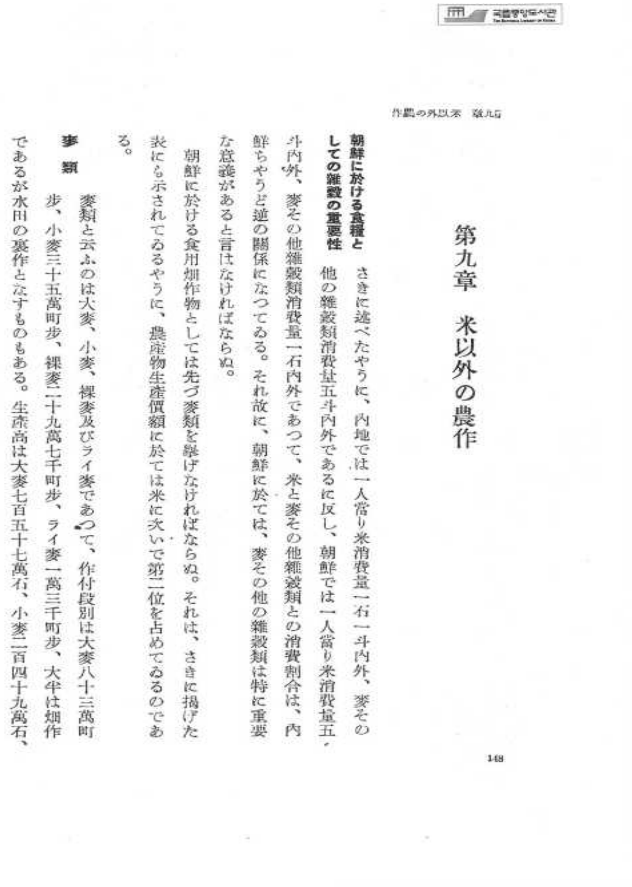 국립중앙도서관
THE NATIONAL LIBRARY OF KOREA
第九章 米以外の農作
148
第九章 米以外の農作
朝鮮に於ける食糧と
しての雑穀の重要性
さきに述べたやうに、內地では一人當り米消費量一石一斗內外、麥その
他の雜穀類消費量五斗內外であるに反し、朝鮮では一人當り米消費量五
斗內外、麥その他雜穀類消費量一石內外であつて、米と麥その他雜穀類との消費割合は、內
鮮ちやうど逆の關係になつてゐる。それ故に、朝鮮に於ては、麥その他の雜穀類は特に重要
な意義があると言はなければならぬ。
朝鮮に於ける食用畑作物としては先づ麥類を擧げなければならぬ。それは、さきに揭げた
表にも示されてゐるやうに、農產物生產價額に於ては米に次いで第二位を占めてゐるのであ
る。
麥類
麥類と云ふのは大麥、小麥、裸麥及びライ麥であつて、作付段別は大麥八十三萬町
步、小麥三十五萬町步、裸麥二十九萬七千町步、ライ麥一萬三千町步、大半は畑作
であるが水田の裏作となすものもある。生產高は大麥七百五十七萬石、小麥二百四十九萬石、